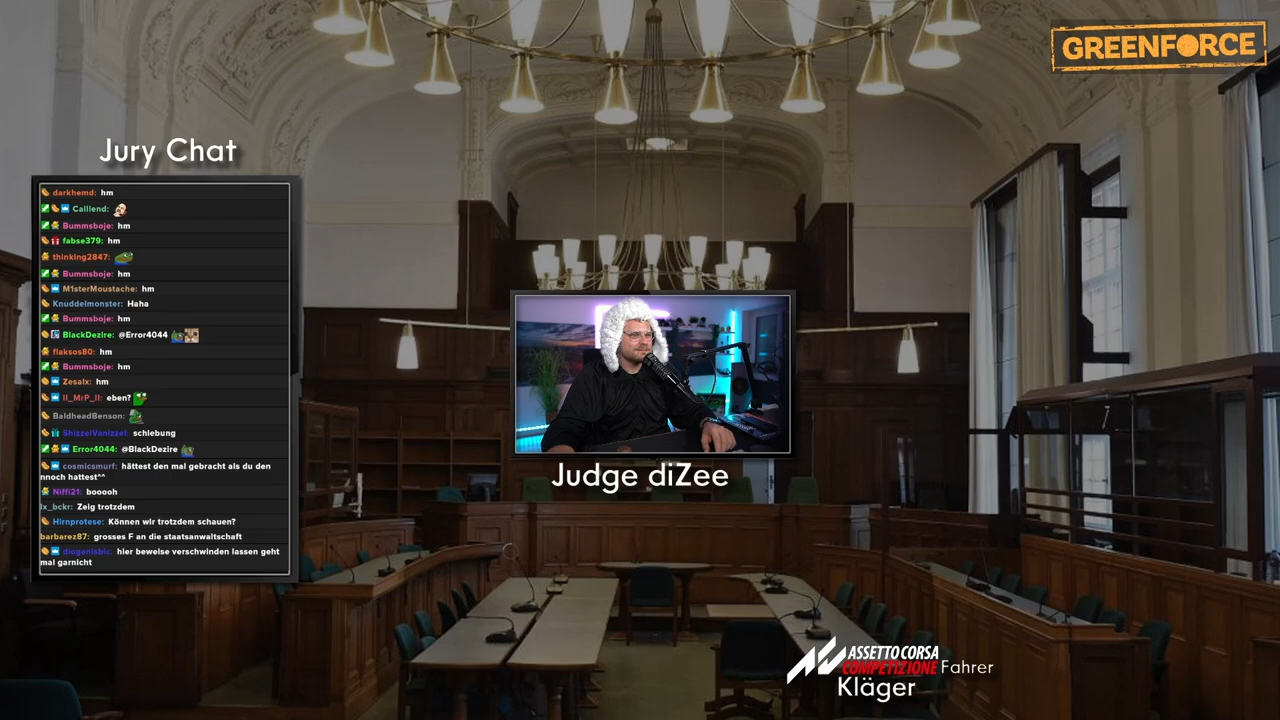 GREENFORCE
Jury Chat
darkhemd: hm
Caillend:
Bummsboje: hm
fabse379: hm
thinking2847:
Bummsboje: hm
M1sterMoustache: hm
Knuddelmonster: Haha
Bummsboje: hm
BlackDezire: @Error4044
flaksos80: hm
Bummsboje: hm
Zesalx: hm
II_MrP_II: eben?
BaldheadBenson:
ShizzelVanizzel: schiebung
Error4044: @BlackDezire
cosmicsmurf: hättest den mal gebracht als du den
nnoch hattest^^
Niffi21: booooh
lx_bckr: Zeig trotzdem
Hirnprotese: Können wir trotzdem schauen?
barbarez87: grosses F an die staatsanwaltschaft
diogenisbic: hier beweise verschwinden lassen geht
mal garnicht
Judge diZee
ASSETTO CORSA
COMPETIZIONE Fahrer
Kläger